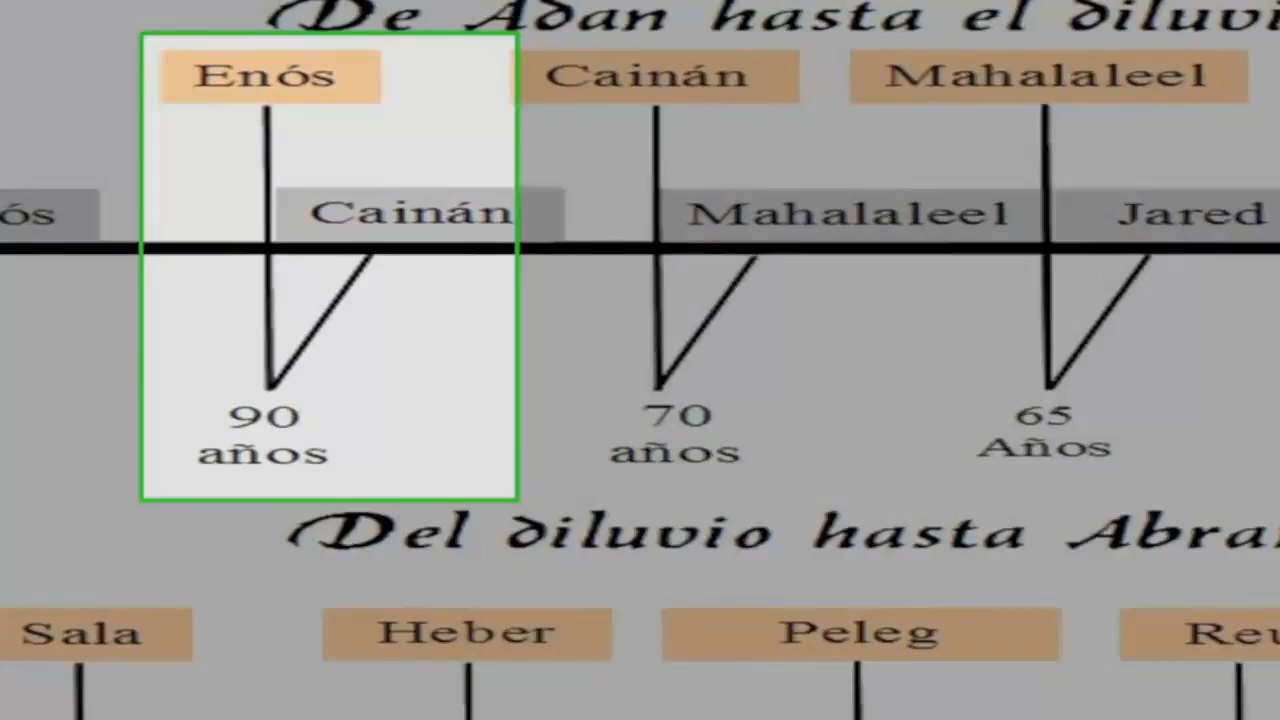 De Adan hasta el diluvi
Enós Cainán Mahalaleel
ós Cainán Mahalaleel Jared
90 70 65
años años Años
Del diluvio hasta Abra
Sala Heber Peleg Reu